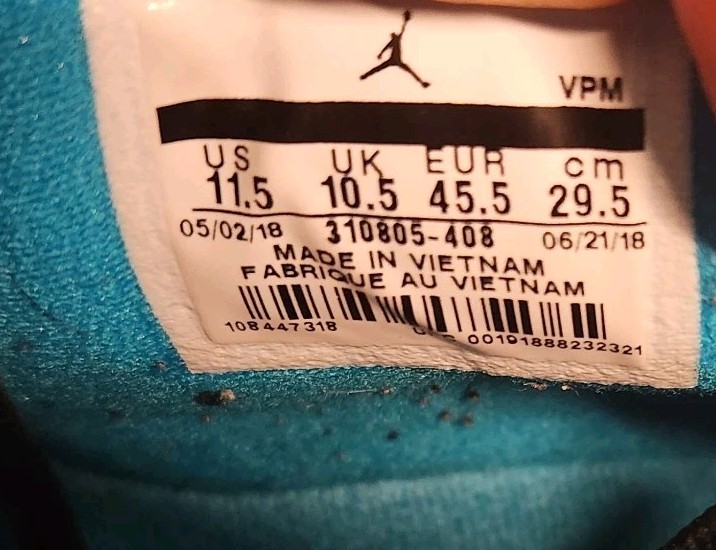 VPM
US UK EUR cm
11.5 10.5 45.5 29.5
05/02/18 310805-408 06/21/18
MADE IN VIETNAM
FABRIQUE AU VIETNAM
108447318 00191888232321